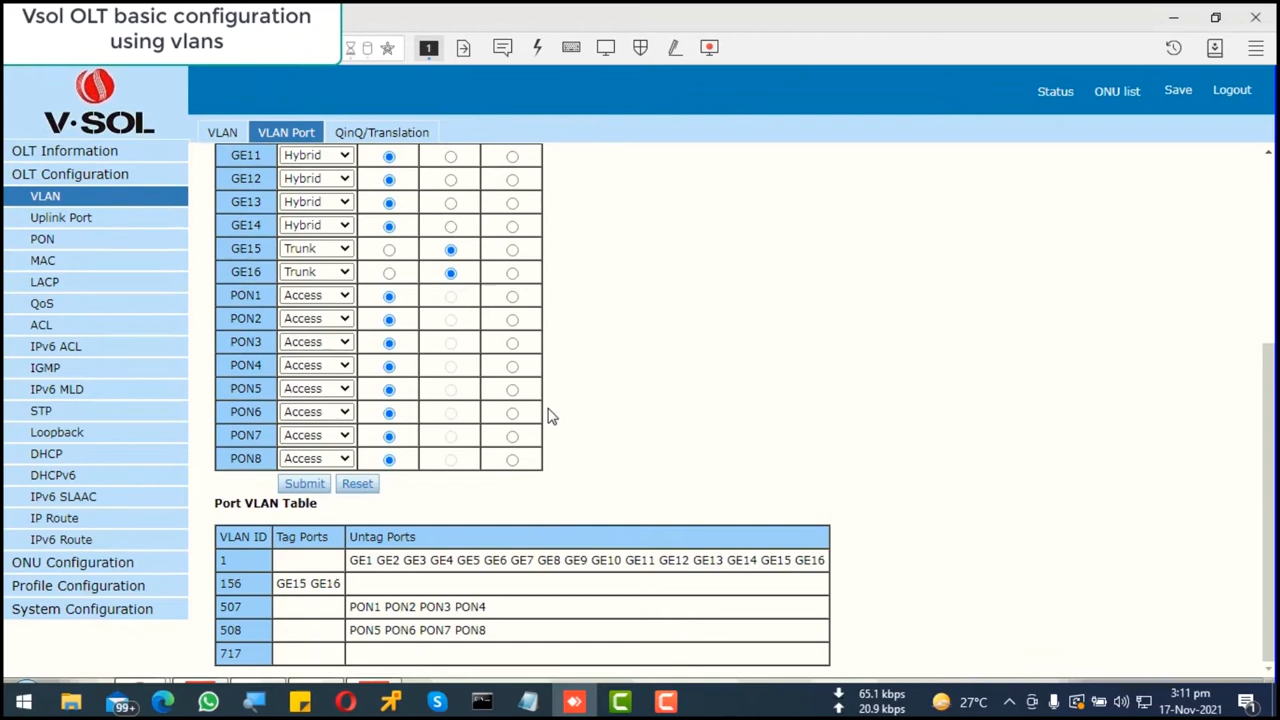 Vsol OLT basic configuration
using vlans
1
V·SOL
Status
ONU list
Save
Logout
VLAN
VLAN Port
QinQ/Translation
OLT Information
OLT Configuration
VLAN
Uplink Port
PON
MAC
LACP
QoS
ACL
IPv6 ACL
IGMP
IPv6 MLD
STP
Loopback
DHCP
DHCPv6
IPv6 SLAAC
IP Route
IPv6 Route
ONU Configuration
Profile Configuration
System Configuration
GE11 Hybrid
GE12 Hybrid
GE13 Hybrid
GE14 Hybrid
GE15 Trunk
GE16 Trunk
PON1 Access
PON2 Access
PON3 Access
PON4 Access
PON5 Access
PON6 Access
PON7 Access
PON8 Access
Submit Reset
Port VLAN Table
VLAN ID Tag Ports Untag Ports
1 GE1 GE2 GE3 GE4 GE5 GE6 GE7 GE8 GE9 GE10 GE11 GE12 GE13 GE14 GE15 GE16
156 GE15 GE16
507 PON1 PON2 PON3 PON4
508 PON5 PON6 PON7 PON8
717
99+
65.1 kbps
20.9 kbps
27°C
3:11 pm
17-Nov-2021
1